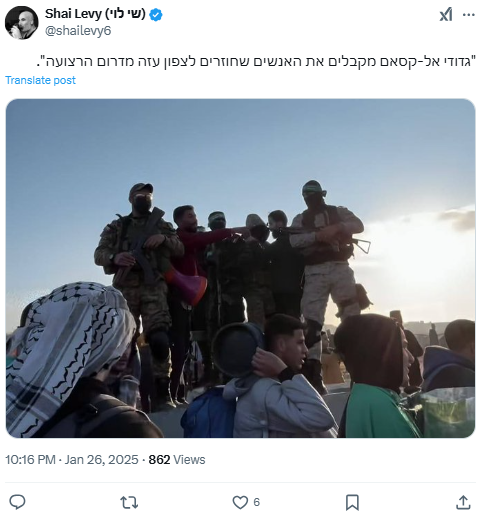 Shai Levy (שי לוי)
@shailevy6
"גדודי אל-קסאם מקבלים את האנשים שחוזרים לצפון עזה מדרום הרצועה".
Translate post
10:16 PM · Jan 26, 2025 · 862 Views
6